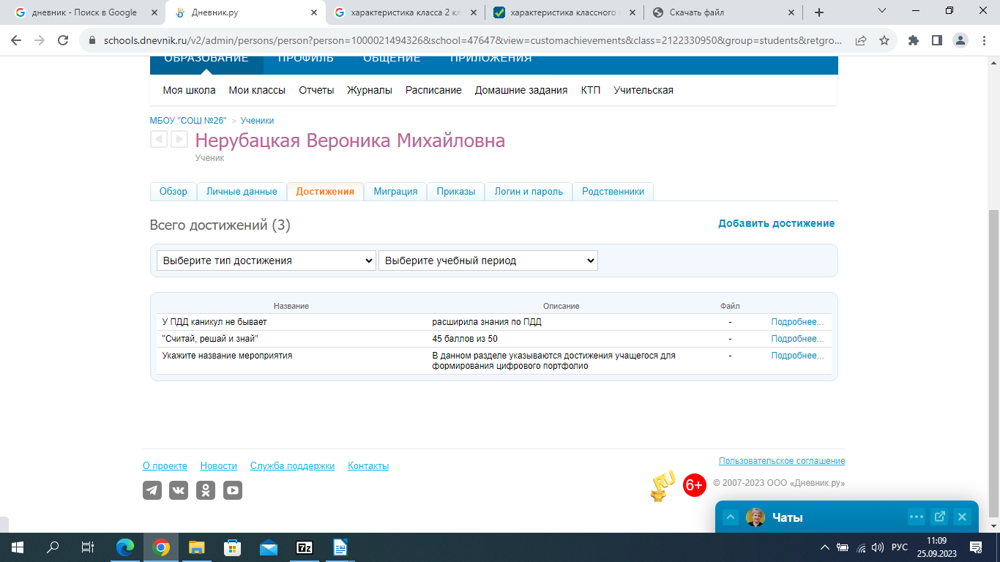 дневник - Поиск в Google
Дневник.ру
характеристика класса 2 кл
характеристика классного
Скачать файл
schools.dnevnik.ru/v2/admin/persons/person?person=1000021494326&school=47647&view=customachievements&class=2122330950&group=students&retgro...
ОБРАЗОВАНИЕ ПРОФИЛЬ ОБЩЕНИЕ ПРИЛОЖЕНИЯ
Моя школа Мои классы Отчеты Журналы Расписание Домашние задания КТП Учительская
МБОУ "СОШ №26" > Ученики
Нерубацкая Вероника Михайловна
Ученик
Обзор Личные данные Достижения Миграция Приказы Логин и пароль Родственники
Всего достижений (3) Добавить достижение
Выберите тип достижения Выберите учебный период
Название Описание Файл
У ПДД каникул не бывает расширила знания по ПДД - Подробнее...
"Считай, решай и знай" 45 баллов из 50 - Подробнее...
Укажите название мероприятия В данном разделе указываются достижения учащегося для - Подробнее...
формирования цифрового портфолио
О проекте Новости Служба поддержки Контакты Пользовательское соглашение
RU 6+ © 2007-2023 ООО «Дневник.ру»
Чаты
7z РУС 11:09
25.09.2023